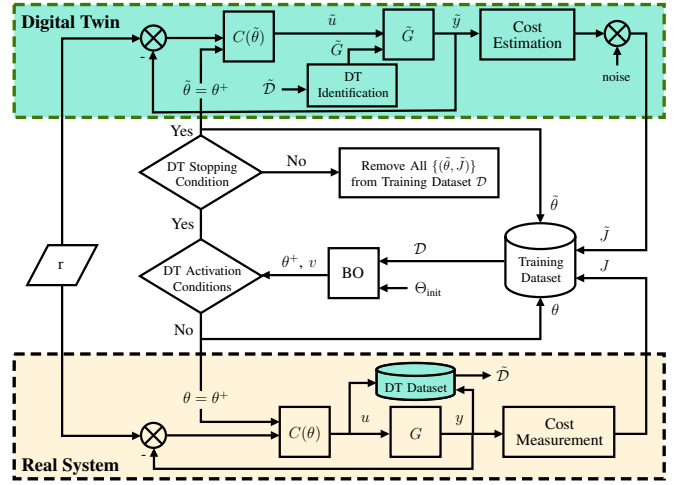 Digital Twin
-
C(θ̃)
ũ
G̃
G̃
ỹ
Cost
Estimation
noise
D̃
DT
Identification
θ̃ = θ⁺
Yes
DT Stopping
Condition
No
Remove All {(θ̃, J̃)}
from Training Dataset 𝒟
θ̃
Yes
r
DT Activation
Conditions
θ⁺, v
BO
𝒟
Θinit
Training
Dataset
J̃
J
θ
No
θ = θ⁺
DT Dataset
D̃
-
C(θ)
u
G
y
Cost
Measurement
Real System